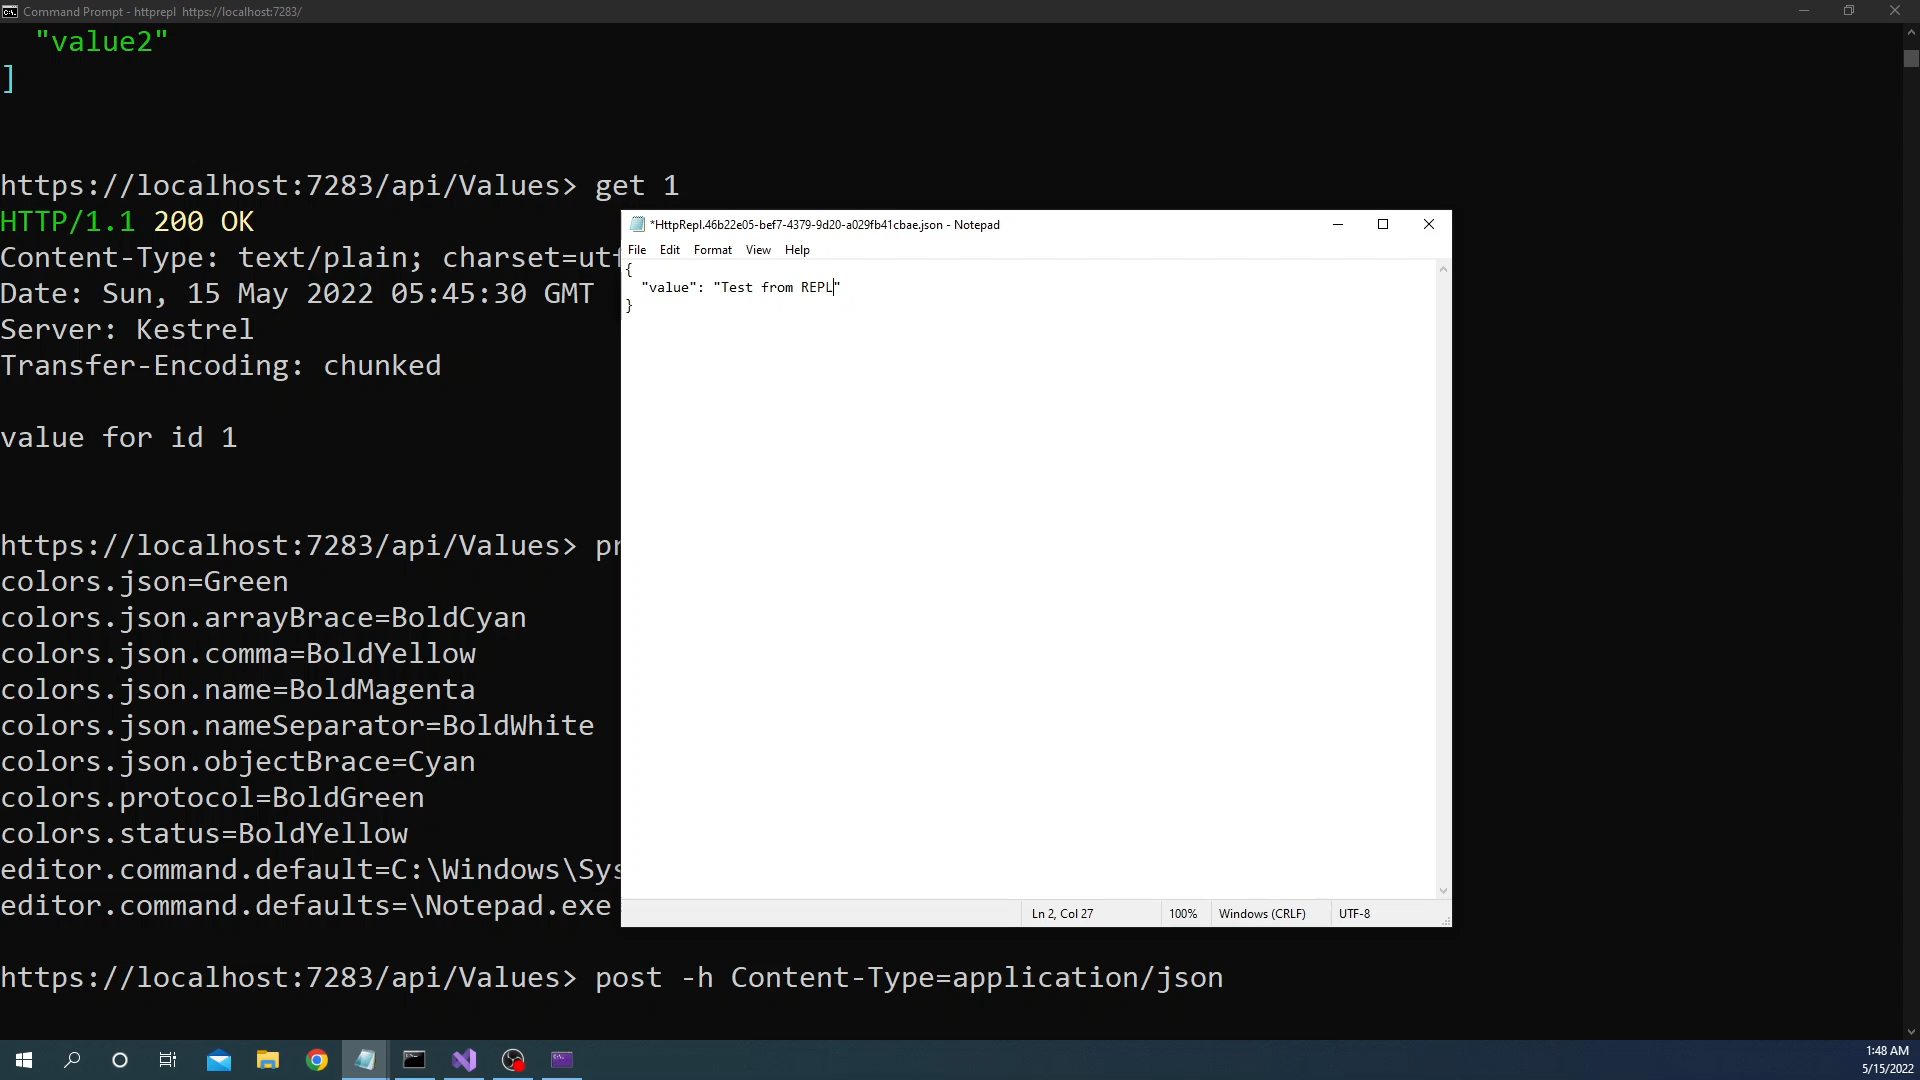 Command Prompt - httprepl https://localhost:7283/
"value2"
]
https://localhost:7283/api/Values> get 1
HTTP/1.1 200 OK
Content-Type: text/plain; charset=utf
Date: Sun, 15 May 2022 05:45:30 GMT
Server: Kestrel
Transfer-Encoding: chunked
value for id 1
https://localhost:7283/api/Values> pr
colors.json=Green
colors.json.arrayBrace=BoldCyan
colors.json.comma=BoldYellow
colors.json.name=BoldMagenta
colors.json.nameSeparator=BoldWhite
colors.json.objectBrace=Cyan
colors.protocol=BoldGreen
colors.status=BoldYellow
editor.command.default=C:\Windows\Sys
editor.command.defaults=\Notepad.exe
https://localhost:7283/api/Values> post -h Content-Type=application/json
*HttpRepl.46b22e05-bef7-4379-9d20-a029fb41cbae.json - Notepad
File Edit Format View Help
{
"value": "Test from REPL"
}
Ln 2, Col 27 100% Windows (CRLF) UTF-8
1:48 AM
5/15/2022